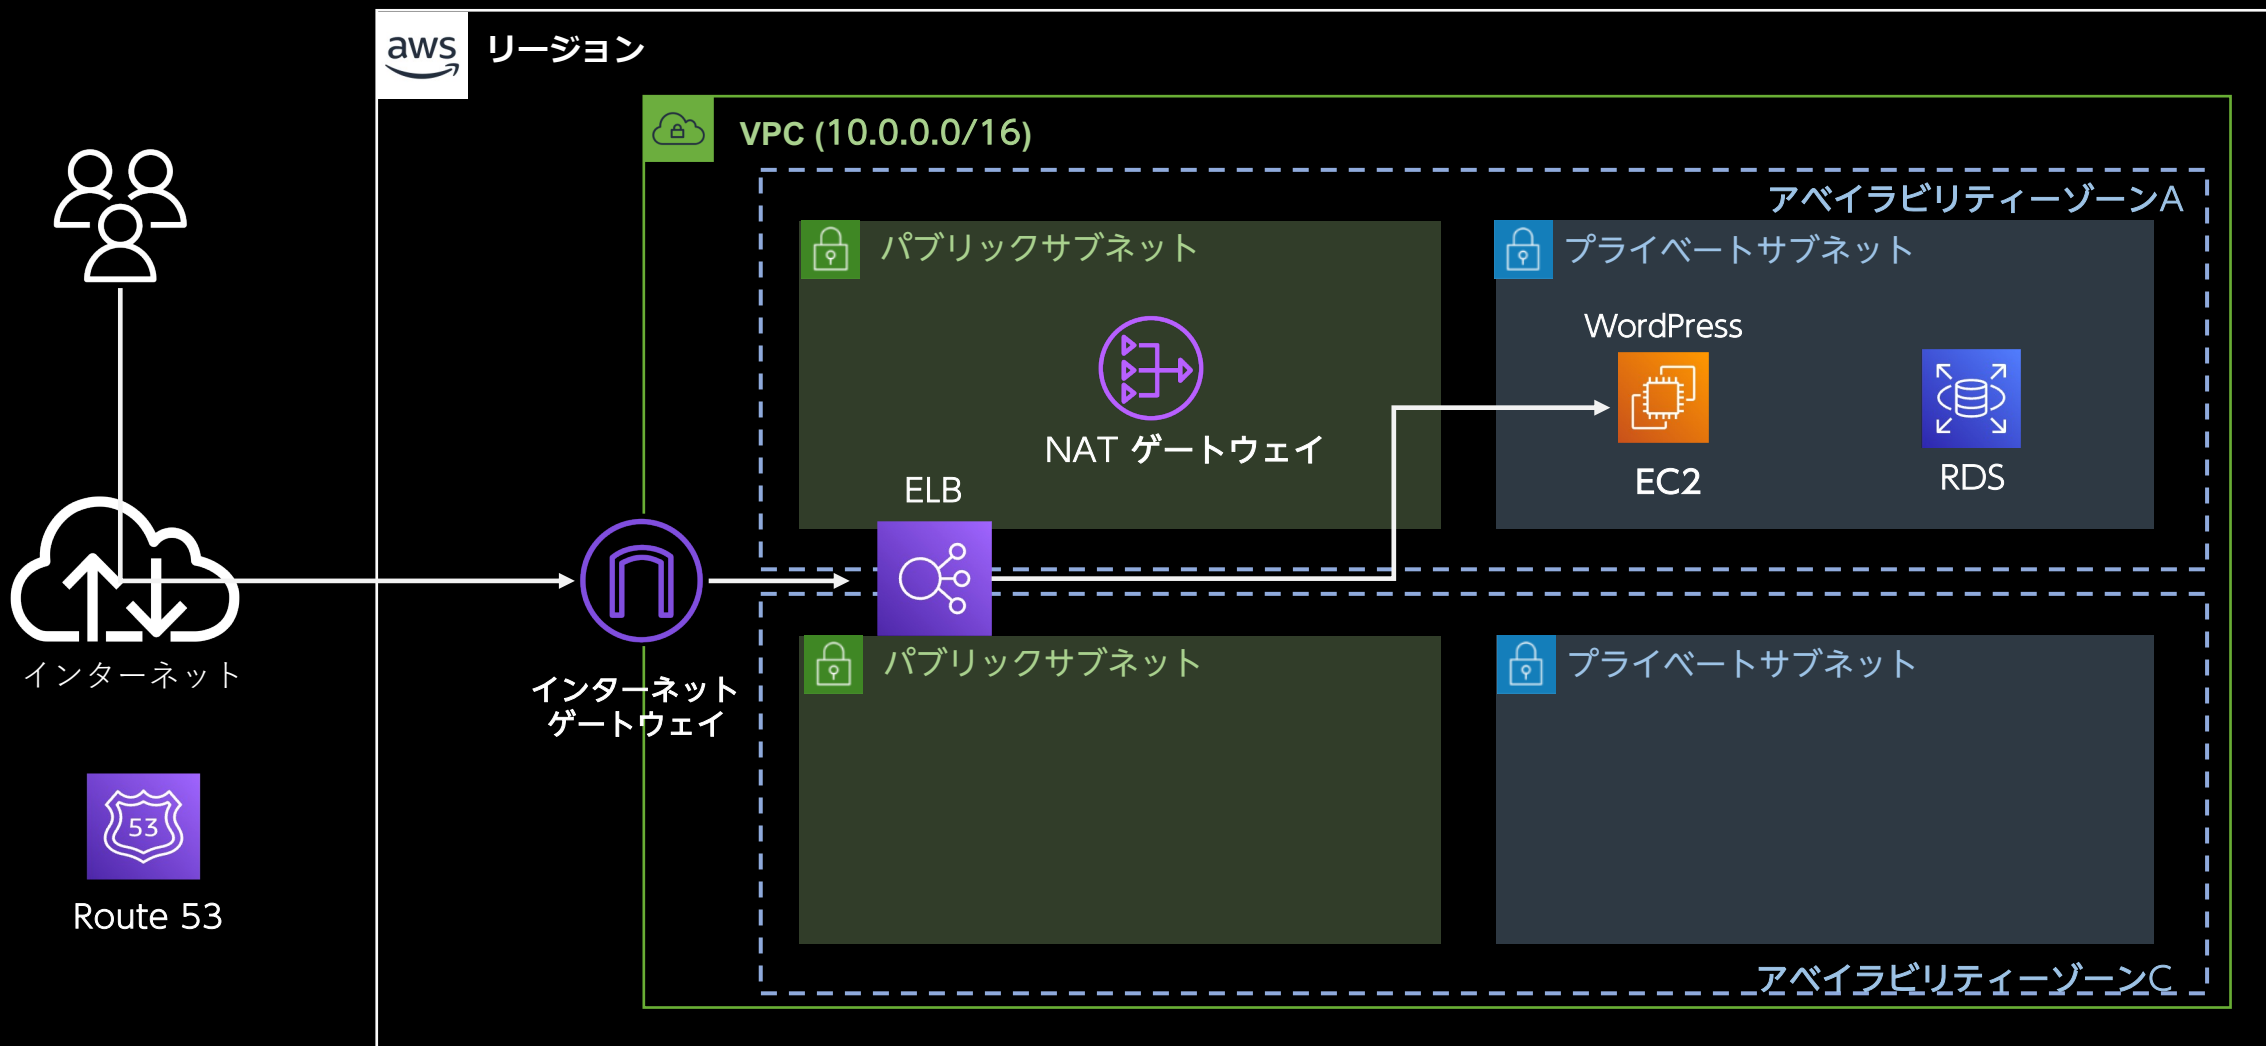 aws
リージョン
VPC (10.0.0.0/16)
アベイラビリティーゾーンA
パブリックサブネット
プライベートサブネット
WordPress
NAT ゲートウェイ
EC2
RDS
ELB
インターネット
インターネット
ゲートウェイ
パブリックサブネット
プライベートサブネット
53
Route 53
アベイラビリティーゾーンC